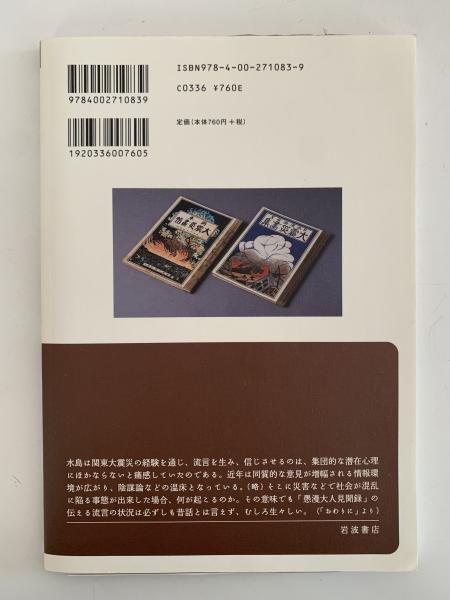 ISBN978-4-00-271083-9
C0336 ¥760E
定価(本体760円+税)
9784002710839
1920336007605
水島は関東大震災の経験を通じ、流言を生み、信じさせるのは、集団的な潜在心理
にほかならないと痛感していたのである。近年は同質的な意見が増幅される情報環
境が広がり、陰謀論などの温床となっている。(略)そこに災害などで社会が混乱
に陥る事態が出来した場合、何が起こるのか。その意味でも「愚漫大人見聞録」の
伝える流言の状況は必ずしも昔話とは言えず、むしろ生々しい。(「おわりに」より)
岩波書店